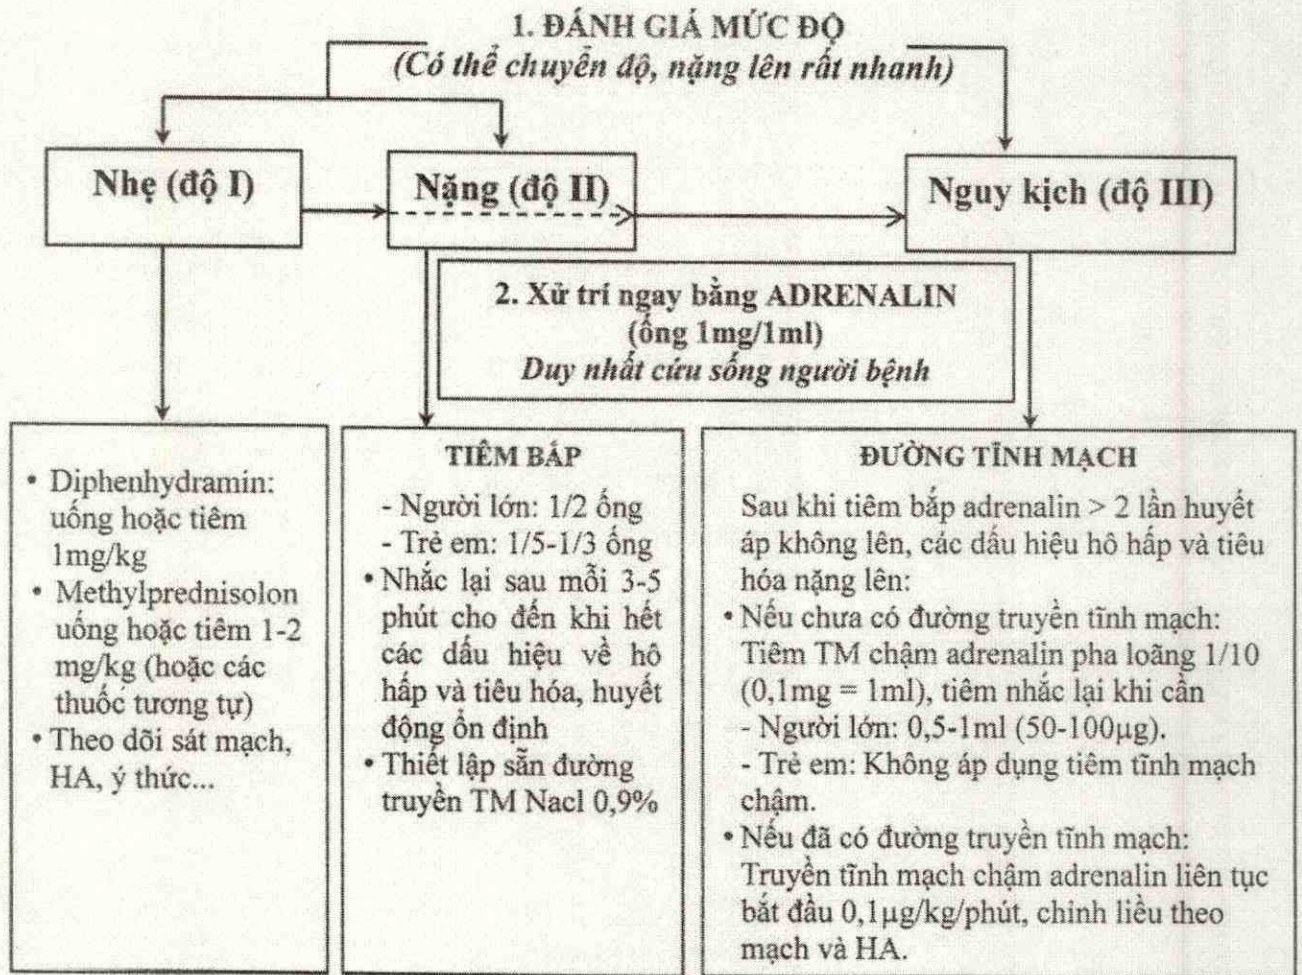 1. ĐÁNH GIÁ MỨC ĐỘ
(Có thể chuyển độ, nặng lên rất nhanh)
Nhẹ (độ I)
Nặng (độ II)
Nguy kịch (độ III)
2. Xử trí ngay bằng ADRENALIN
(ống 1mg/1ml)
Duy nhất cứu sống người bệnh
• Diphenhydramin:
uống hoặc tiêm
1mg/kg
• Methylprednisolon
uống hoặc tiêm 1-2
mg/kg (hoặc các
thuốc tương tự)
• Theo dõi sát mạch,
HA, ý thức...
TIÊM BẮP
- Người lớn: 1/2 ống
- Trẻ em: 1/5-1/3 ống
• Nhắc lại sau mỗi 3-5
phút cho đến khi hết
các dấu hiệu về hô
hấp và tiêu hóa, huyết
động ổn định
• Thiết lập sẵn đường
truyền TM Nacl 0,9%
ĐƯỜNG TĨNH MẠCH
Sau khi tiêm bắp adrenalin > 2 lần huyết
áp không lên, các dấu hiệu hô hấp và tiêu
hóa nặng lên:
• Nếu chưa có đường truyền tĩnh mạch:
Tiêm TM chậm adrenalin pha loãng 1/10
(0,1mg = 1ml), tiêm nhắc lại khi cần
- Người lớn: 0,5-1ml (50-100µg).
- Trẻ em: Không áp dụng tiêm tĩnh mạch
chậm.
• Nếu đã có đường truyền tĩnh mạch:
Truyền tĩnh mạch chậm adrenalin liên tục
bắt đầu 0,1µg/kg/phút, chỉnh liều theo
mạch và HA.